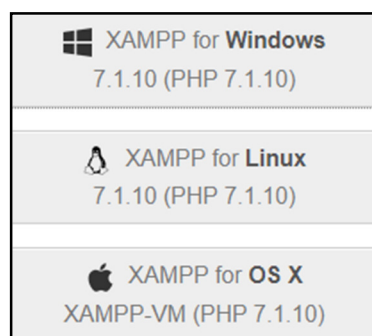 XAMPP for Windows
7.1.10 (PHP 7.1.10)
XAMPP for Linux
7.1.10 (PHP 7.1.10)
XAMPP for OS X
XAMPP-VM (PHP 7.1.10)